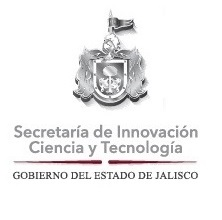 Secretaría de Innovación
Ciencia y Tecnología
GOBIERNO DEL ESTADO DE JALISCO